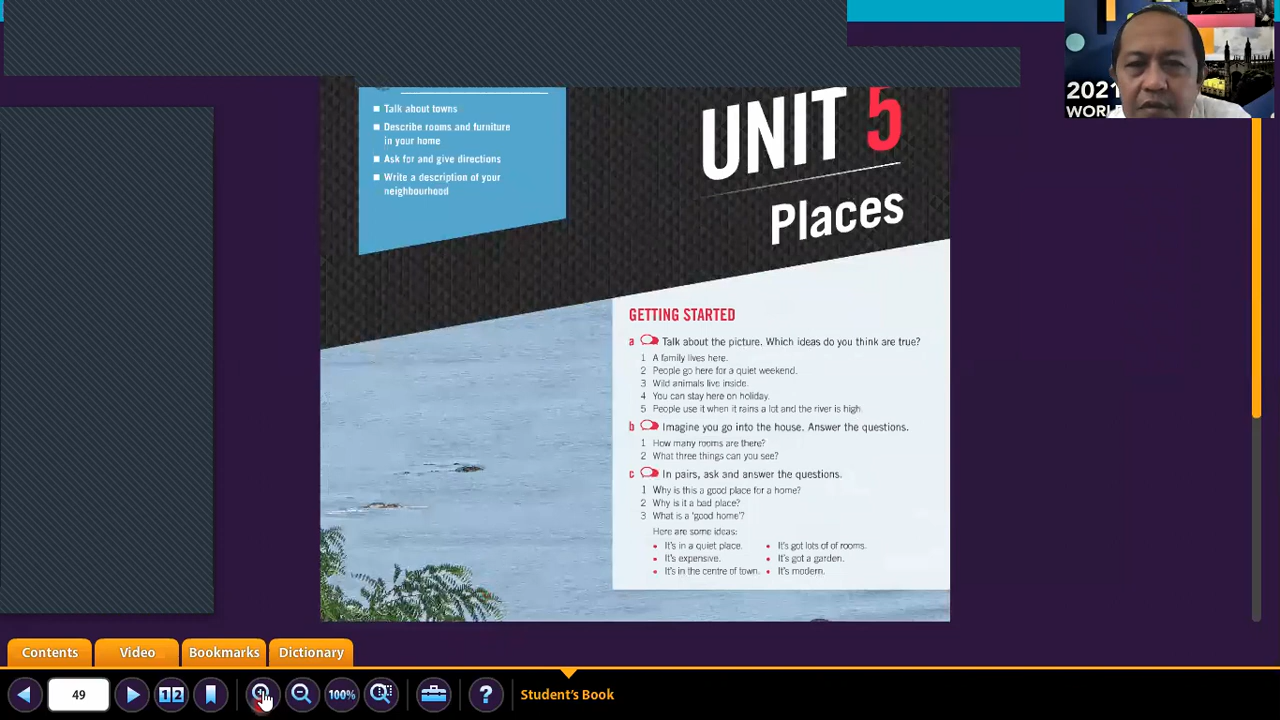 2021
WORL
UNIT 5
Places
Talk about towns
Describe rooms and furniture
in your home
Ask for and give directions
Write a description of your
neighbourhood
GETTING STARTED
a Talk about the picture. Which ideas do you think are true?
1 A family lives here.
2 People go here for a quiet weekend.
3 Wild animals live inside.
4 You can stay here on holiday.
5 People use it when it rains a lot and the river is high.
b Imagine you go into the house. Answer the questions.
1 How many rooms are there?
2 What three things can you see?
c In pairs, ask and answer the questions.
1 Why is this a good place for a home?
2 Why is it a bad place?
3 What is a 'good home'?
Here are some ideas:
• It's in a quiet place. • It's got lots of of rooms.
• It's expensive. • It's got a garden.
• It's in the centre of town. • It's modern.
Contents Video Bookmarks Dictionary
49 12 100% 1:1 ? Student's Book